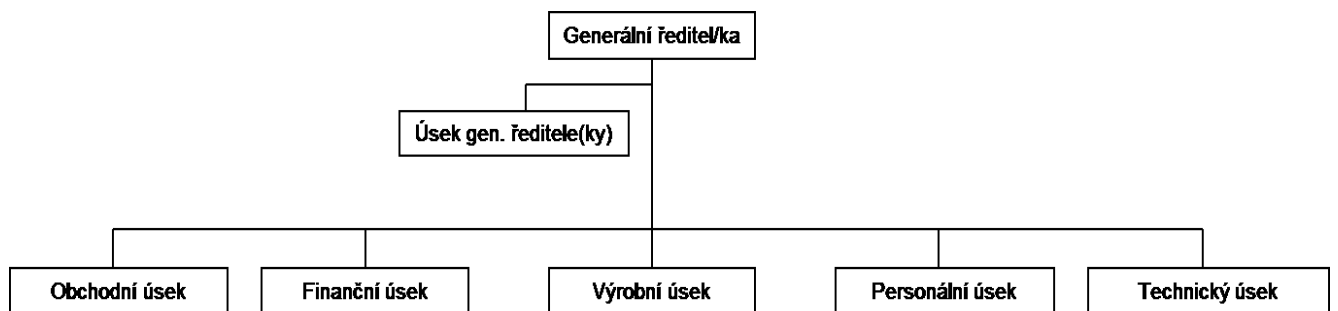 Generální ředitel/ka
Úsek gen. ředitele(ky)
Obchodní úsek
Finanční úsek
Výrobní úsek
Personální úsek
Technický úsek